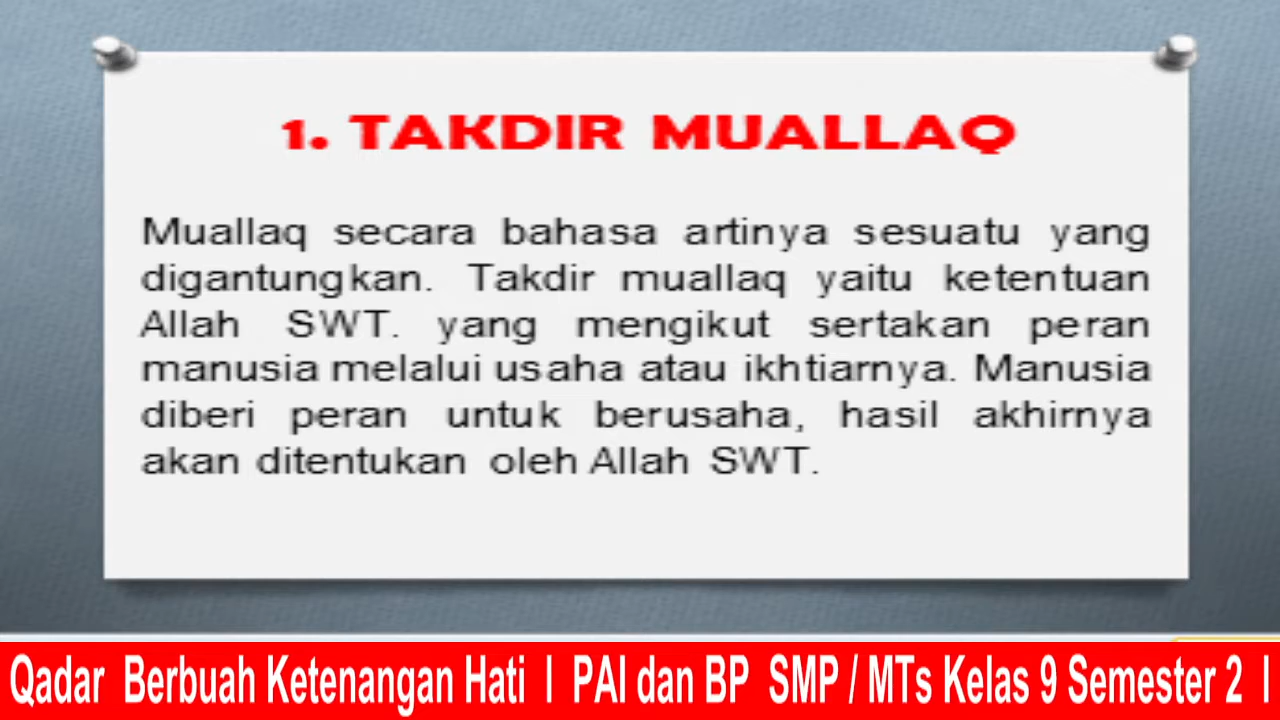 1. TAKDIR MUALLAQ
Muallaq secara bahasa artinya sesuatu yang
digantungkan. Takdir muallaq yaitu ketentuan
Allah SWT. yang mengikut sertakan peran
manusia melalui usaha atau ikhtiarnya. Manusia
diberi peran untuk berusaha, hasil akhirnya
akan ditentukan oleh Allah SWT.
Qadar Berbuah Ketenangan Hati I PAI dan BP SMP / MTs Kelas 9 Semester 2 I